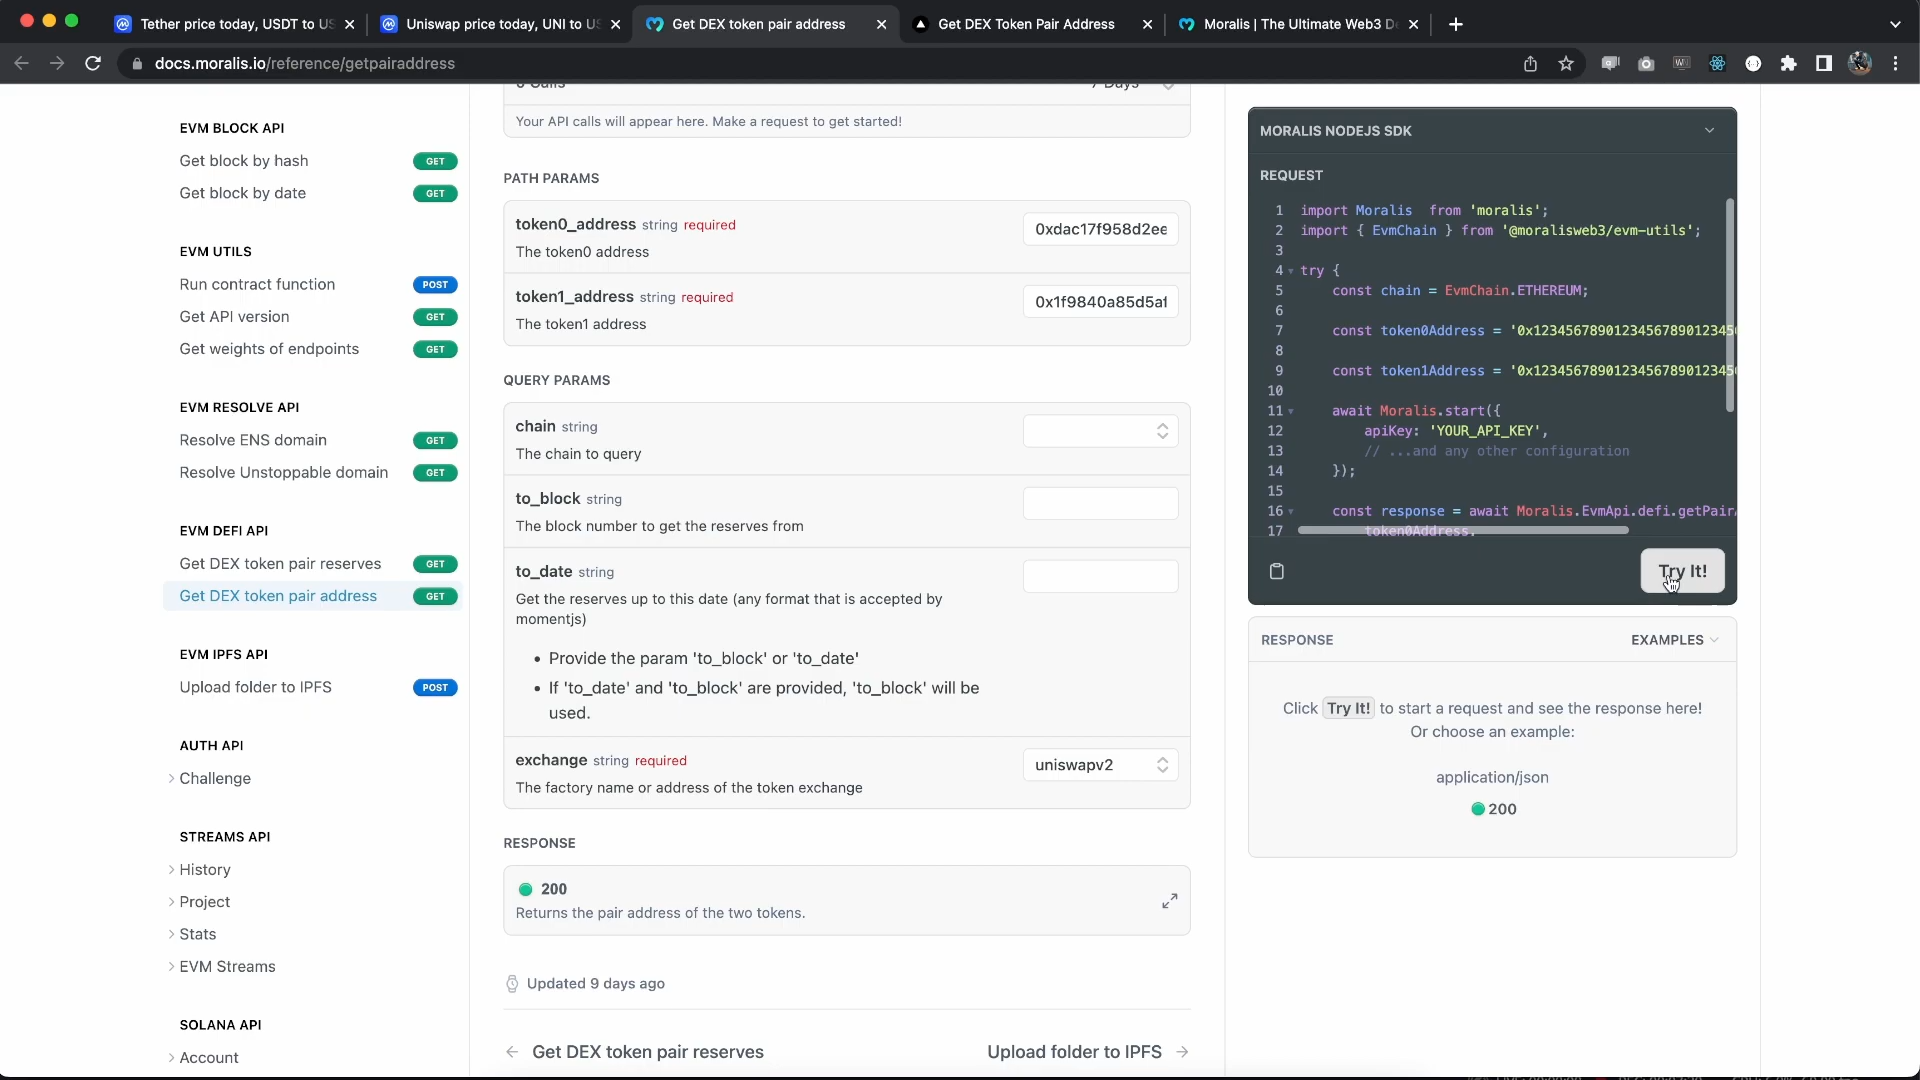 Tether price today, USDT to US
Uniswap price today, UNI to US
Get DEX token pair address
Get DEX Token Pair Address
Moralis | The Ultimate Web3 D
docs.moralis.io/reference/getpairaddress
EVM BLOCK API
Get block by hash GET
Get block by date GET
EVM UTILS
Run contract function POST
Get API version GET
Get weights of endpoints GET
EVM RESOLVE API
Resolve ENS domain GET
Resolve Unstoppable domain GET
EVM DEFI API
Get DEX token pair reserves GET
Get DEX token pair address GET
EVM IPFS API
Upload folder to IPFS POST
AUTH API
Challenge
STREAMS API
History
Project
Stats
EVM Streams
SOLANA API
Account
0 Calls 7 Days
Your API calls will appear here. Make a request to get started!
PATH PARAMS
token0_address string required 0xdac17f958d2ee
The token0 address
token1_address string required 0x1f9840a85d5af
The token1 address
QUERY PARAMS
chain string
The chain to query
to_block string
The block number to get the reserves from
to_date string
Get the reserves up to this date (any format that is accepted by
momentjs)
• Provide the param 'to_block' or 'to_date'
• If 'to_date' and 'to_block' are provided, 'to_block' will be
used.
exchange string required uniswapv2
The factory name or address of the token exchange
RESPONSE
200
Returns the pair address of the two tokens.
Updated 9 days ago
← Get DEX token pair reserves
Upload folder to IPFS →
MORALIS NODEJS SDK
REQUEST
1 import Moralis from 'moralis';
2 import { EvmChain } from '@moralisweb3/evm-utils';
3
4 try {
5 const chain = EvmChain.ETHEREUM;
6
7 const token0Address = '0x1234567890123456789012345
8
9 const token1Address = '0x1234567890123456789012345
10
11 await Moralis.start({
12 apiKey: 'YOUR_API_KEY',
13 // ...and any other configuration
14 });
15
16 const response = await Moralis.EvmApi.defi.getPair
17 token0Address,
Try It!
RESPONSE EXAMPLES
Click Try It! to start a request and see the response here!
Or choose an example:
application/json
200